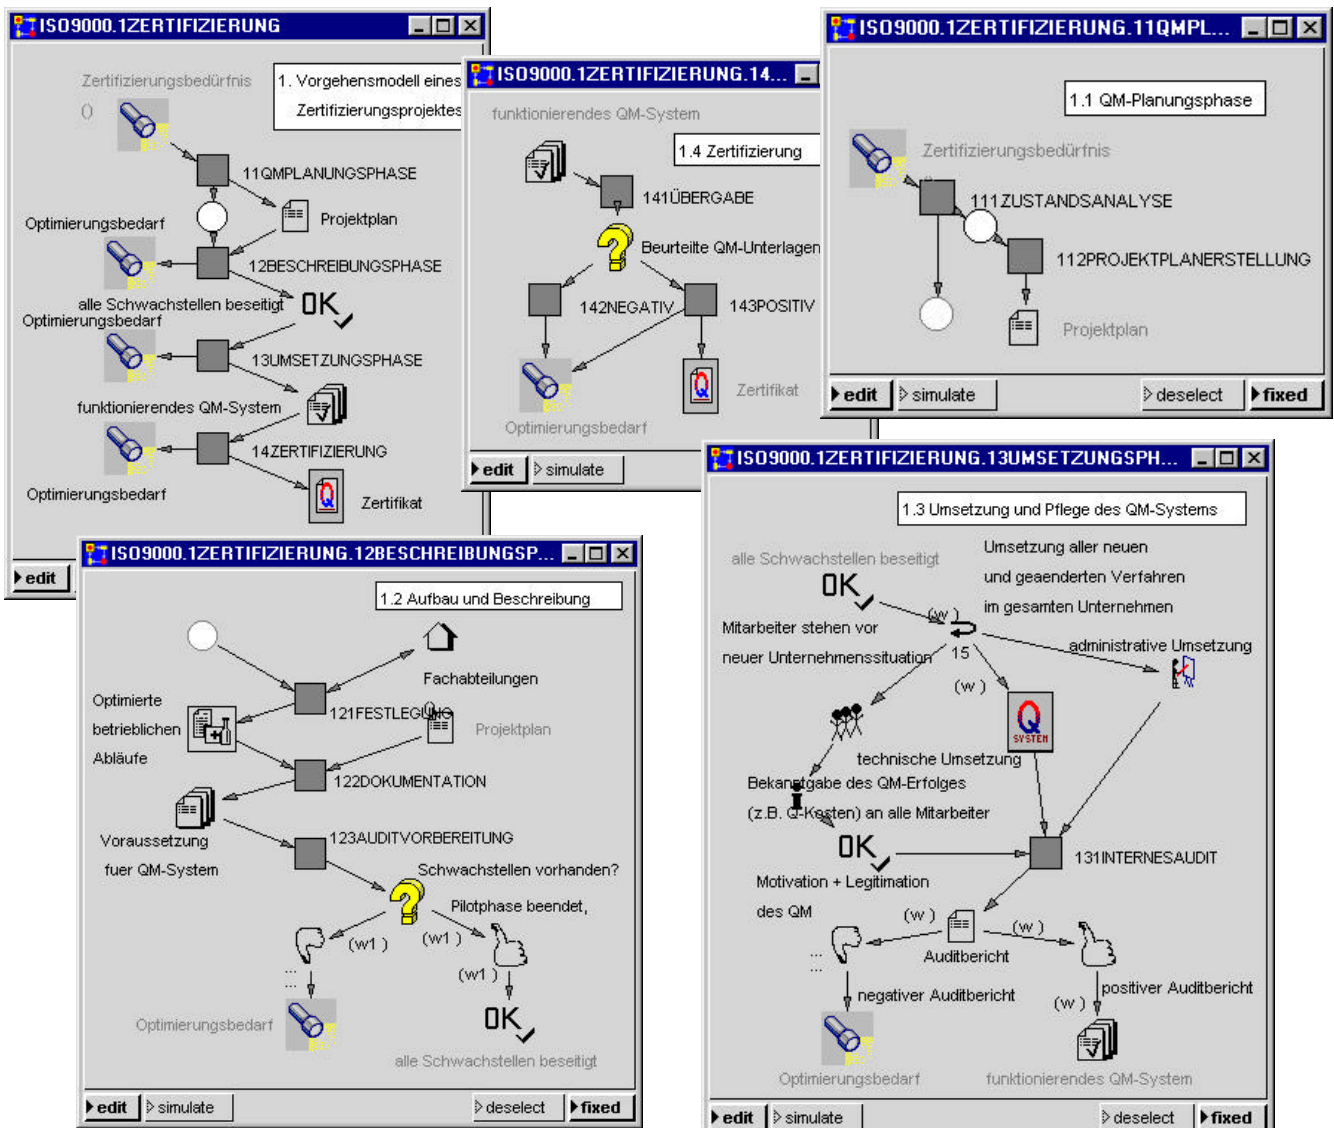 ISO9000.1ZERTIFIZIERUNG
Zertifizierungsbedürfnis
()
1. Vorgehensmodell eines
Zertifizierungsprojektes
11QMPLANUNGSPHASE
Projektplan
Optimierungsbedarf
12BESCHREIBUNGSPHASE
alle Schwachstellen beseitigt
OK
Optimierungsbedarf
13UMSETZUNGSPHASE
funktionierendes QM-System
14ZERTIFIZIERUNG
Optimierungsbedarf
Q
Zertifikat
edit
ISO9000.1ZERTIFIZIERUNG.14...
funktionierendes QM-System
1.4 Zertifizierung
141ÜBERGABE
Beurteilte QM-Unterlagen
142NEGATIV
143POSITIV
Q
Zertifikat
Optimierungsbedarf
edit simulate
ISO9000.1ZERTIFIZIERUNG.11QMPL...
1.1 QM-Planungsphase
Zertifizierungsbedürfnis
111ZUSTANDSANALYSE
112PROJEKTPLANERSTELLUNG
Projektplan
edit simulate deselect fixed
ISO9000.1ZERTIFIZIERUNG.12BESCHREIBUNGSP...
1.2 Aufbau und Beschreibung
Fachabteilungen
Optimierte
betrieblichen
Abläufe
121FESTLEGUNG
()
Projektplan
122DOKUMENTATION
Voraussetzung
fuer QM-System
123AUDITVORBEREITUNG
Schwachstellen vorhanden?
Pilotphase beendet,
(w1 )
(w1 )
(w1 )
...
...
Optimierungsbedarf
OK
alle Schwachstellen beseitigt
edit simulate deselect fixed
ISO9000.1ZERTIFIZIERUNG.13UMSETZUNGSPH...
1.3 Umsetzung und Pflege des QM-Systems
alle Schwachstellen beseitigt
OK
Umsetzung aller neuen
und geaenderten Verfahren
im gesamten Unternehmen
(w )
Mitarbeiter stehen vor
neuer Unternehmenssituation
15
administrative Umsetzung
(w )
Q
SYSTEM
technische Umsetzung
Bekanntgabe des QM-Erfolges
(z.B. Q-Kosten) an alle Mitarbeiter
OK
131INTERNESAUDIT
Motivation + Legitimation
des QM
(w )
(w )
Auditbericht
...
...
negativer Auditbericht
positiver Auditbericht
(w )
Optimierungsbedarf
funktionierendes QM-System
edit simulate deselect fixed